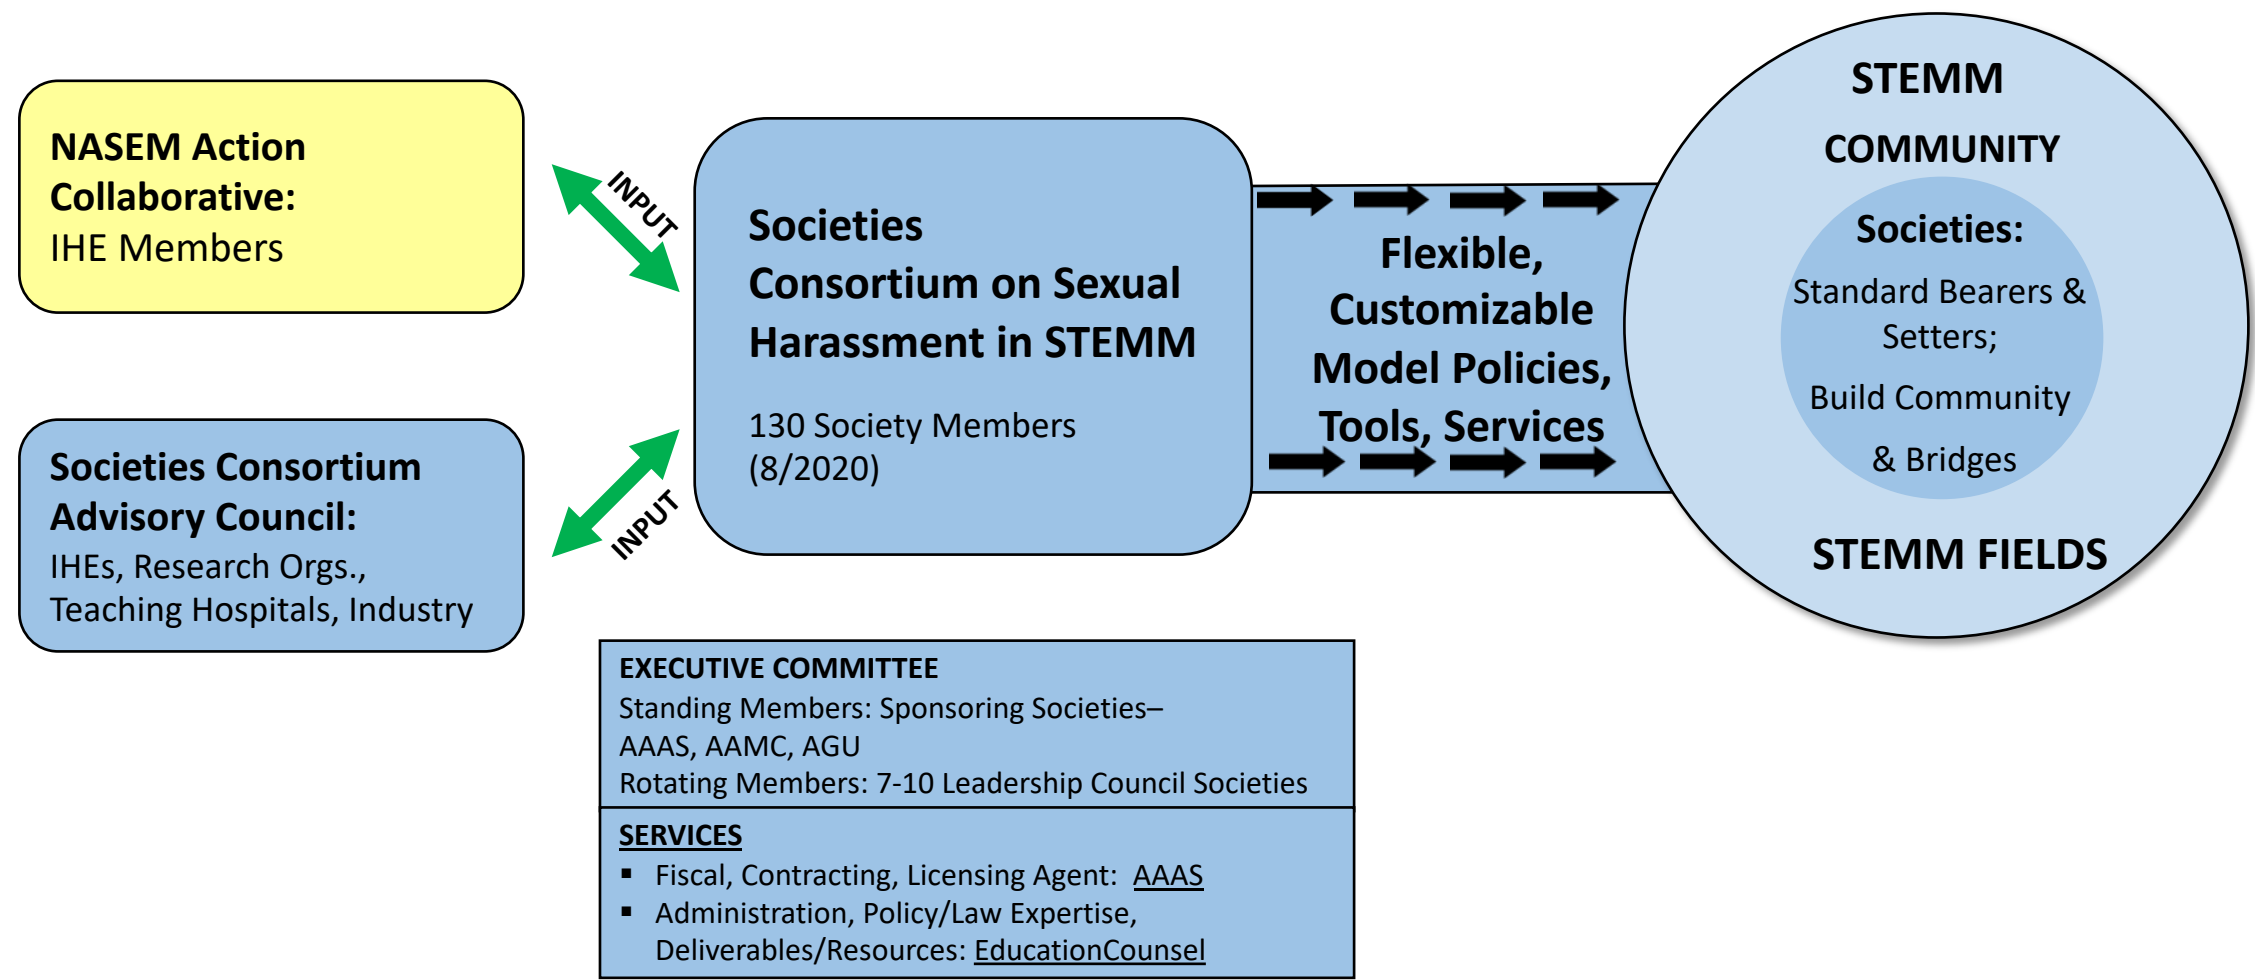 NASEM Action
Collaborative:
IHE Members
INPUT
Societies Consortium
Advisory Council:
IHEs, Research Orgs.,
Teaching Hospitals, Industry
INPUT
Societies
Consortium on Sexual
Harassment in STEMM
130 Society Members
(8/2020)
Flexible,
Customizable
Model Policies,
Tools, Services
STEMM
COMMUNITY
Societies:
Standard Bearers &
Setters;
Build Community
& Bridges
STEMM FIELDS
EXECUTIVE COMMITTEE
Standing Members: Sponsoring Societies–
AAAS, AAMC, AGU
Rotating Members: 7-10 Leadership Council Societies
SERVICES
▪ Fiscal, Contracting, Licensing Agent: AAAS
▪ Administration, Policy/Law Expertise,
Deliverables/Resources: EducationCounsel